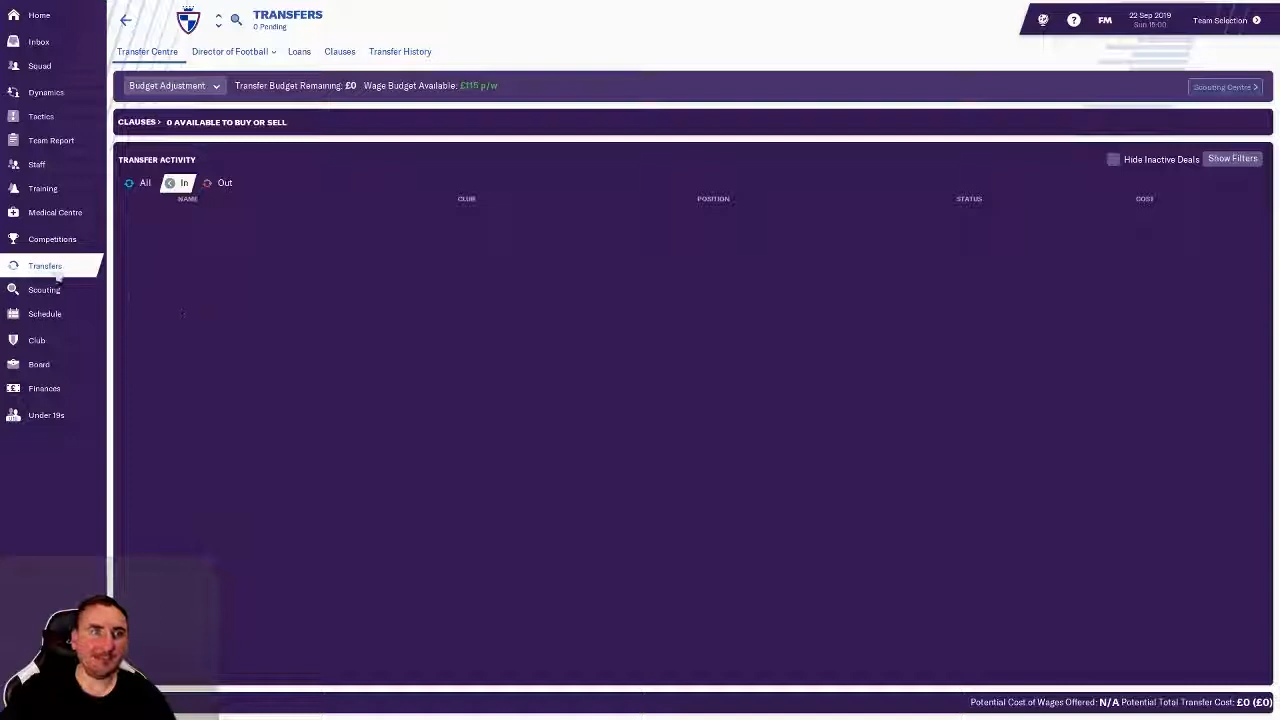 Home
Inbox
Squad
Dynamics
Tactics
Team Report
Staff
Training
Medical Centre
Competitions
Transfers
Scouting
Schedule
Club
Board
Finances
Under 19s
TRANSFERS
0 Pending
FM
22 Sep 2019
Sun 15:00
Team Selection
Transfer Centre
Director of Football
Loans
Clauses
Transfer History
Budget Adjustment
Transfer Budget Remaining: £0
Wage Budget Available: £115 p/w
Scouting Centre >
CLAUSES > 0 AVAILABLE TO BUY OR SELL
TRANSFER ACTIVITY
Hide Inactive Deals
Show Filters
All
In
Out
NAME
CLUB
POSITION
STATUS
COST
Potential Cost of Wages Offered: N/A Potential Total Transfer Cost: £0 (£0)